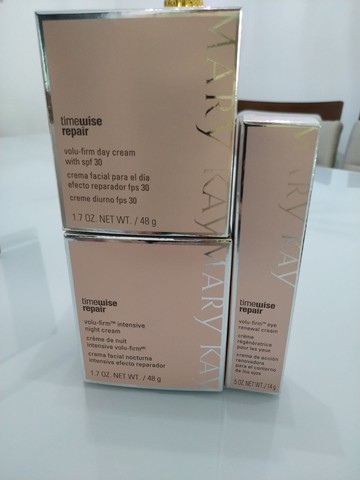 MARY KAY
timewise
repair
volu-firm day cream
with spf 30
crema facial para el día
efecto reparador fps 30
creme diurno fps 30
1.7 OZ. NET WT. / 48 g
MARY KAY
timewise
repair
volu-firm™ intensive
night cream
crème de nuit
intensive volu-firm™
crema facial nocturna
intensiva efecto reparador
1.7 OZ. NET WT. / 48 g
MARY KAY
timewise
repair
volu-firm™ eye
renewal cream
crème
régénératrice
pour les yeux
crema de acción
renovadora
para el contorno
de los ojos
.5 OZ. NET WT. / 14 g